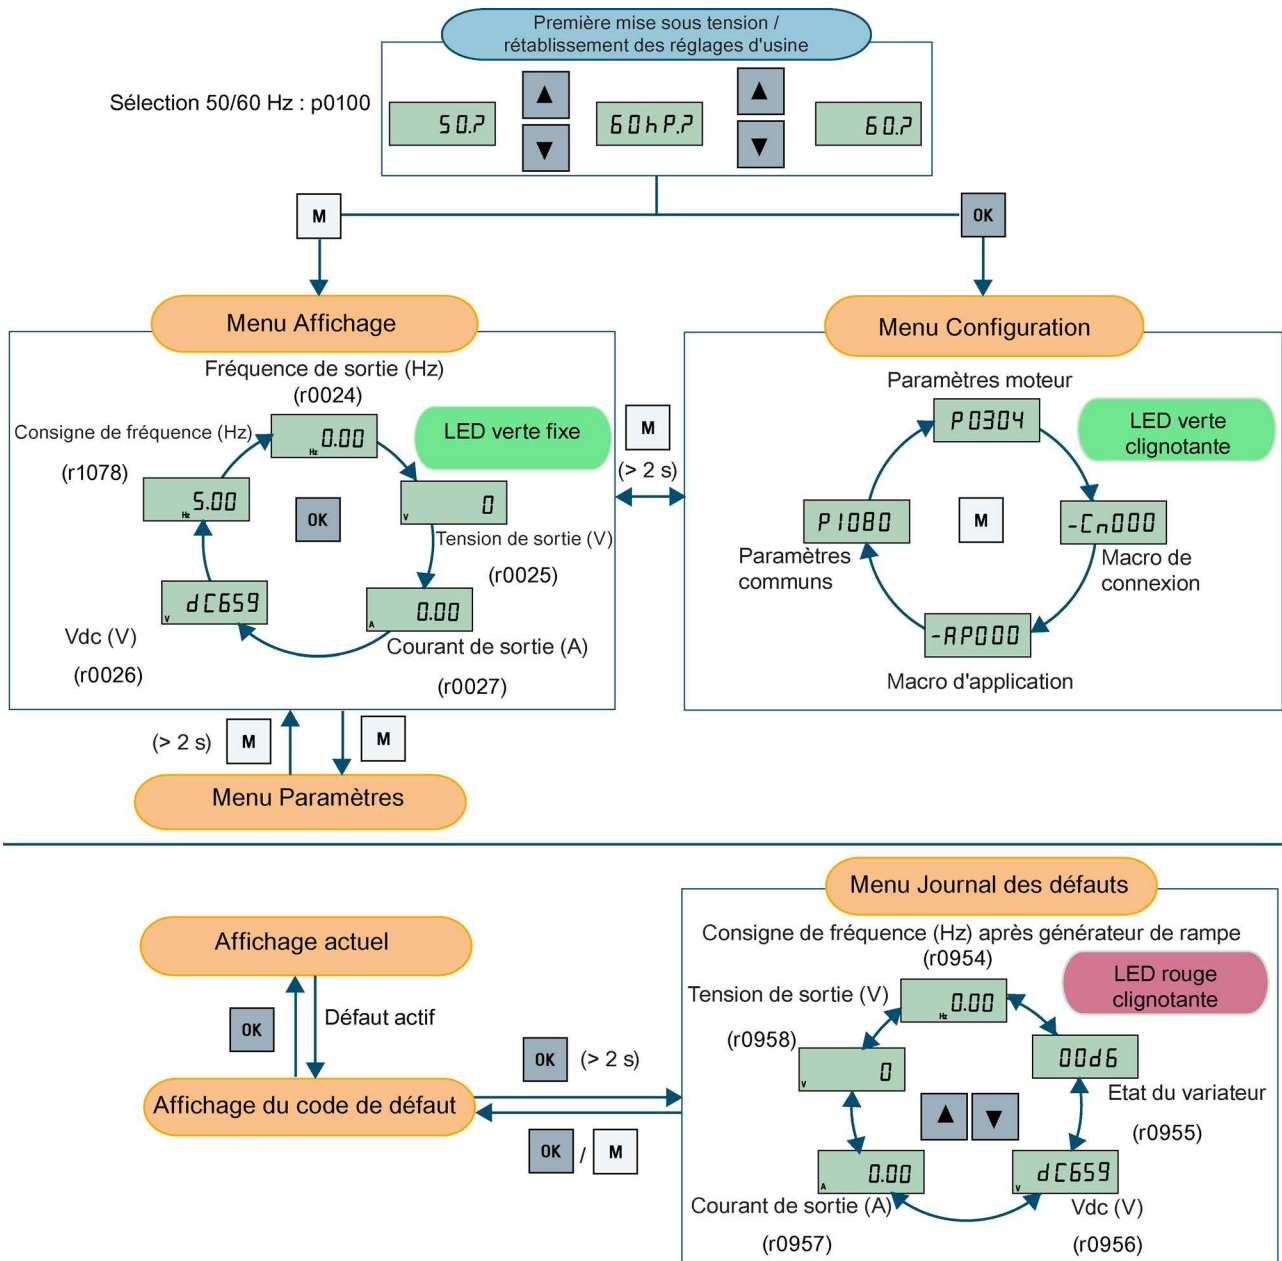 Première mise sous tension /
rétablissement des réglages d'usine
Sélection 50/60 Hz : p0100
50.?
60hP.?
60.?
M
OK
Menu Affichage
Fréquence de sortie (Hz)
(r0024)
Hz 0.00
LED verte fixe
Consigne de fréquence (Hz)
(r1078)
Hz 5.00
OK
V 0
Tension de sortie (V)
(r0025)
V dC659
Vdc (V)
(r0026)
A 0.00
Courant de sortie (A)
(r0027)
M
(> 2 s)
Menu Configuration
Paramètres moteur
P0304
LED verte
clignotante
P1080
Paramètres
communs
M
-Cn000
Macro de
connexion
-AP000
Macro d'application
(> 2 s)
M
M
Menu Paramètres
Affichage actuel
OK
Défaut actif
Affichage du code de défaut
OK
(> 2 s)
OK / M
Menu Journal des défauts
Consigne de fréquence (Hz) après générateur de rampe
(r0954)
Hz 0.00
LED rouge
clignotante
Tension de sortie (V)
(r0958)
V 0
00d6
Etat du variateur
(r0955)
A 0.00
Courant de sortie (A)
(r0957)
V dC659
Vdc (V)
(r0956)